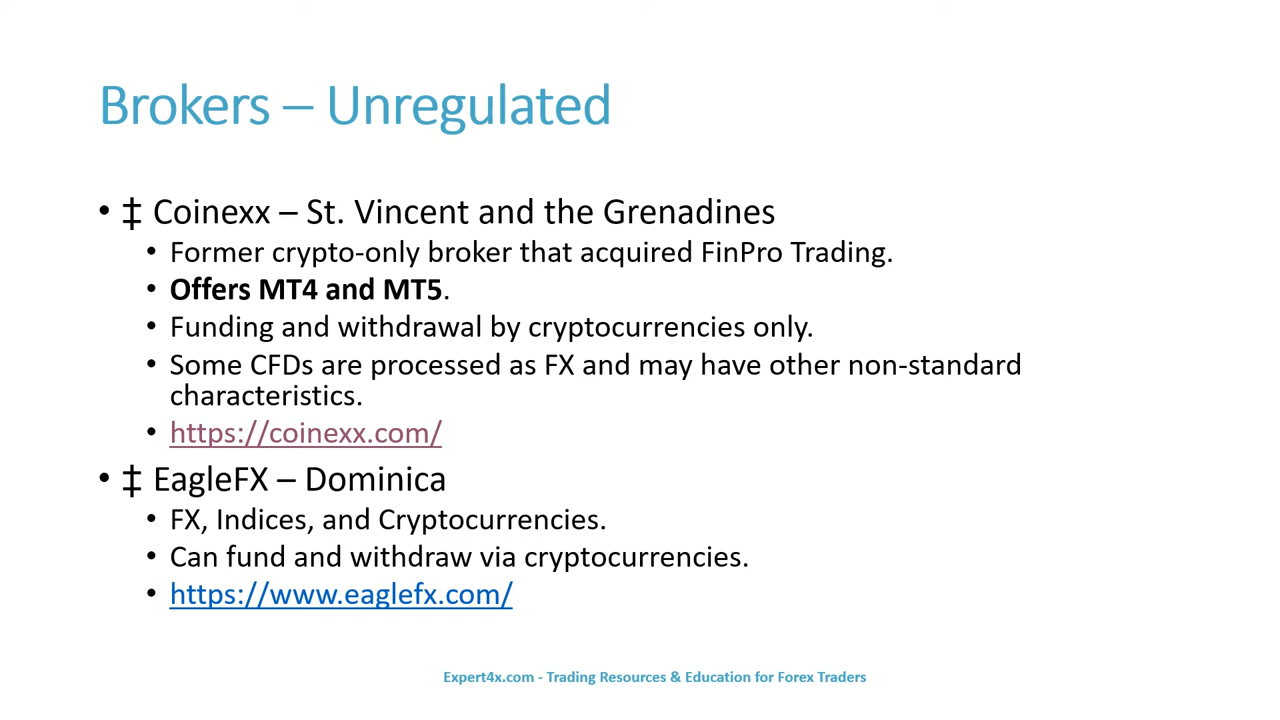 Brokers – Unregulated
• ‡ Coinexx – St. Vincent and the Grenadines
• Former crypto-only broker that acquired FinPro Trading.
• Offers MT4 and MT5.
• Funding and withdrawal by cryptocurrencies only.
• Some CFDs are processed as FX and may have other non-standard
characteristics.
• https://coinexx.com/
• ‡ EagleFX – Dominica
• FX, Indices, and Cryptocurrencies.
• Can fund and withdraw via cryptocurrencies.
• https://www.eaglefx.com/
Expert4x.com - Trading Resources & Education for Forex Traders